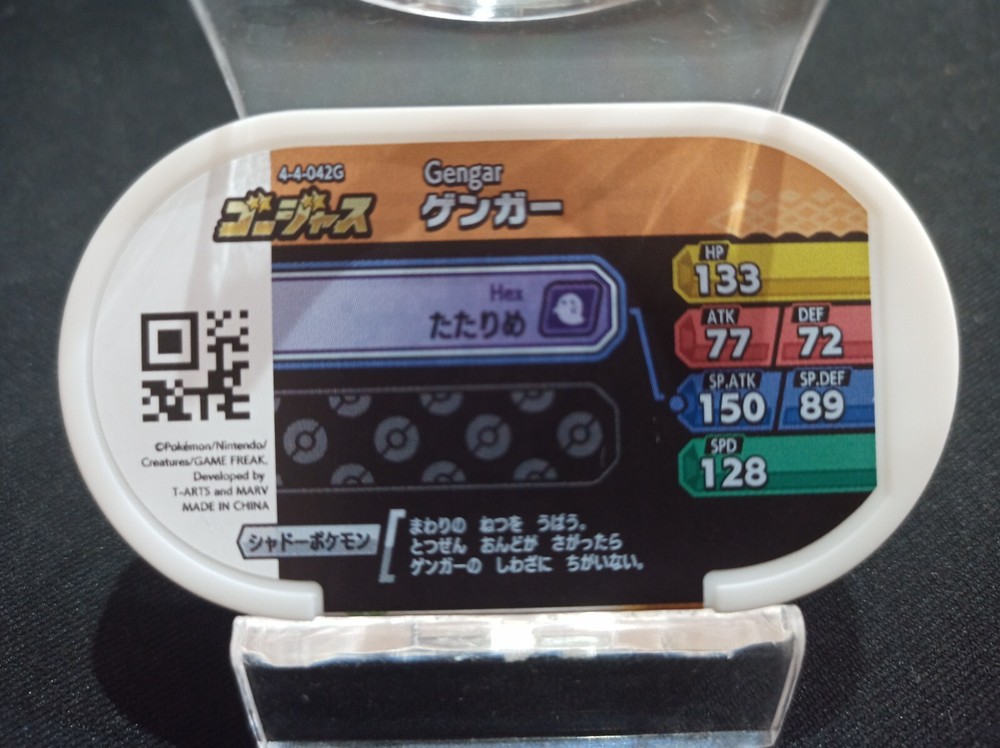 4-4-042G
ゴージャス
Gengar
ゲンガー
Hex
たたりめ
HP
133
ATK
77
DEF
72
SP.ATK
150
SP.DEF
89
SPD
128
©Pokémon/Nintendo/
Creatures/GAME FREAK.
Developed by
T-ARTS and MARV
MADE IN CHINA
シャドーポケモン
まわりの ねつを うばう。
とつぜん おんどが さがったら
ゲンガーの しわざに ちがいない。